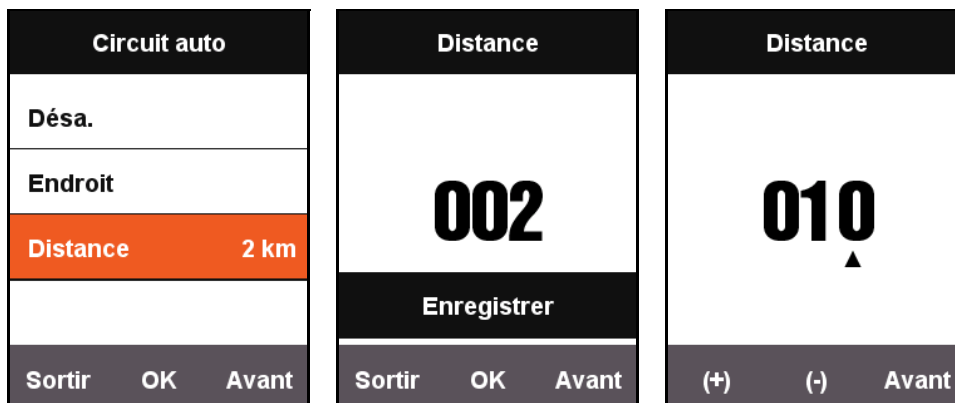 Circuit auto
Désa.
Endroit
Distance 2 km
Sortir OK Avant
Distance
002
Enregistrer
Sortir OK Avant
Distance
010
(+) (-) Avant